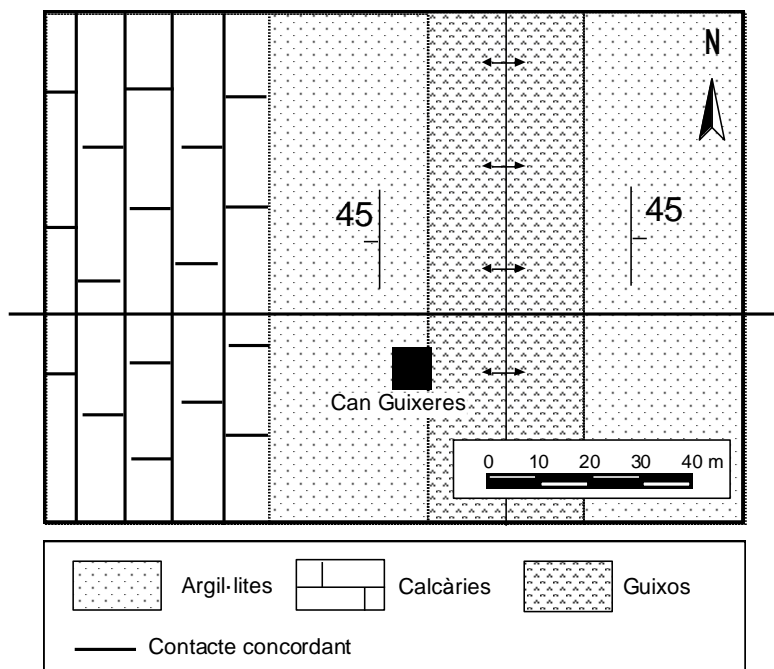 N
45
45
Can Guixeres
0 10 20 30 40 m
Argil·lites
Calcàries
Guixos
Contacte concordant